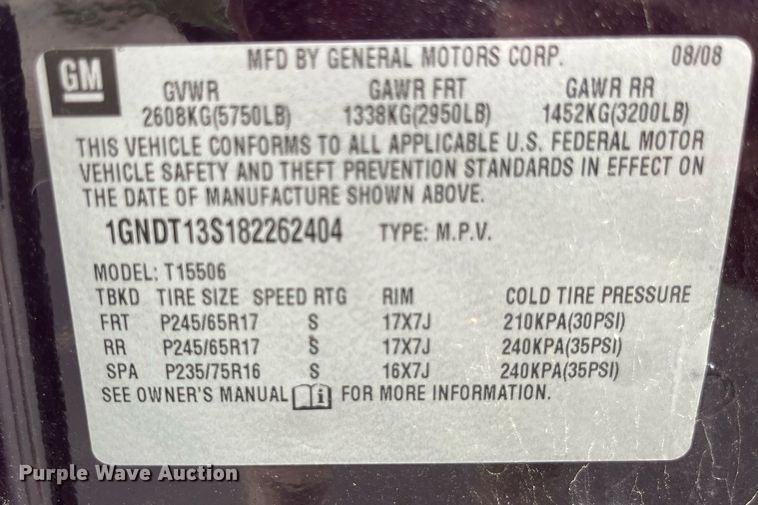 GM
MFD BY GENERAL MOTORS CORP. 08/08
GVWR GAWR FRT GAWR RR
2608KG(5750LB) 1338KG(2950LB) 1452KG(3200LB)
THIS VEHICLE CONFORMS TO ALL APPLICABLE U.S. FEDERAL MOTOR
VEHICLE SAFETY AND THEFT PREVENTION STANDARDS IN EFFECT ON
THE DATE OF MANUFACTURE SHOWN ABOVE.
1GNDT13S182262404 TYPE: M.P.V.
MODEL: T15506
TBKD TIRE SIZE SPEED RTG RIM COLD TIRE PRESSURE
FRT P245/65R17 S 17X7J 210KPA(30PSI)
RR P245/65R17 S 17X7J 240KPA(35PSI)
SPA P235/75R16 S 16X7J 240KPA(35PSI)
SEE OWNER'S MANUAL i FOR MORE INFORMATION.
Purple Wave Auction